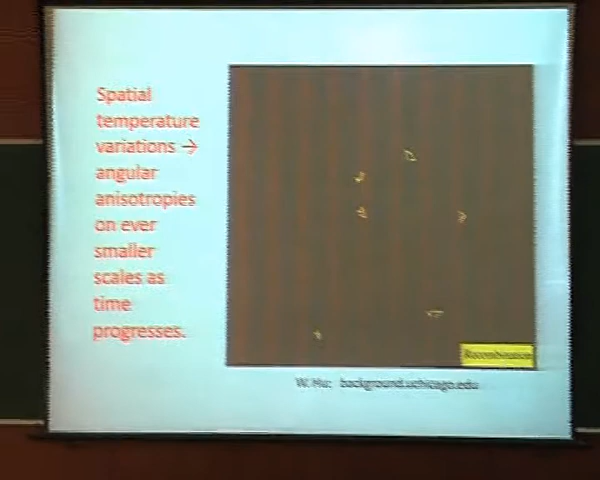 Spatial
temperature
variations →
angular
anisotropies
on ever
smaller
scales as
time
progresses.
Recombination
W. Hu: background.uchicago.edu